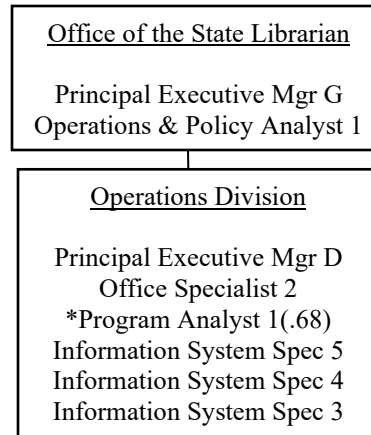 Office of the State Librarian
Principal Executive Mgr G
Operations & Policy Analyst 1
Operations Division
Principal Executive Mgr D
Office Specialist 2
*Program Analyst 1(.68)
Information System Spec 5
Information System Spec 4
Information System Spec 3